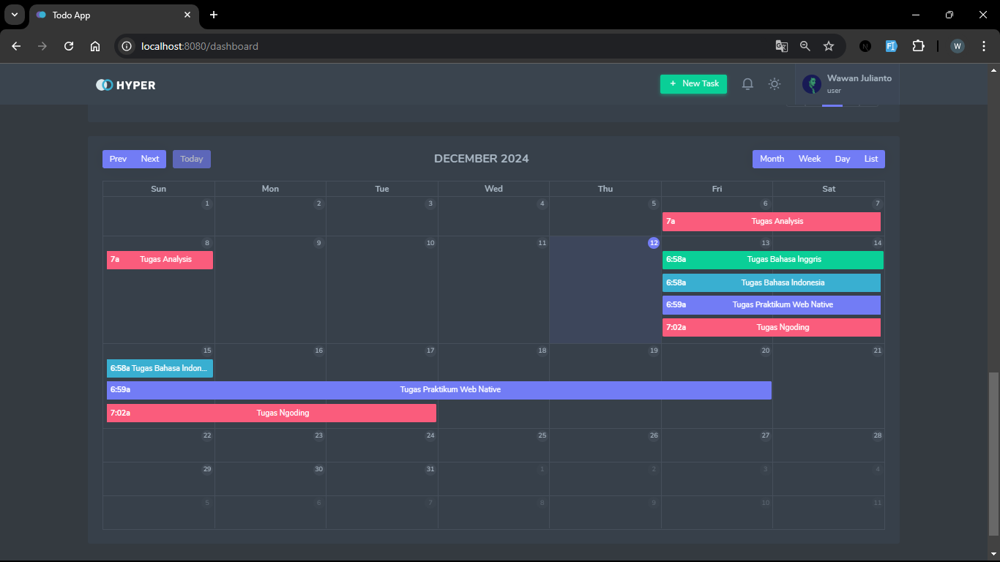 Todo App
localhost:8080/dashboard
W
HYPER
+ New Task
Wawan Julianto
user
Prev Next Today
DECEMBER 2024
Month Week Day List
Sun Mon Tue Wed Thu Fri Sat
1 2 3 4 5 6 7
7a Tugas Analysis
8 9 10 11 12 13 14
7a Tugas Analysis
6:58a Tugas Bahasa Inggris
6:58a Tugas Bahasa Indonesia
6:59a Tugas Praktikum Web Native
7:02a Tugas Ngoding
15 16 17 18 19 20 21
6:58a Tugas Bahasa Indon...
6:59a Tugas Praktikum Web Native
7:02a Tugas Ngoding
22 23 24 25 26 27 28
29 30 31 1 2 3 4
5 6 7 8 9 10 11